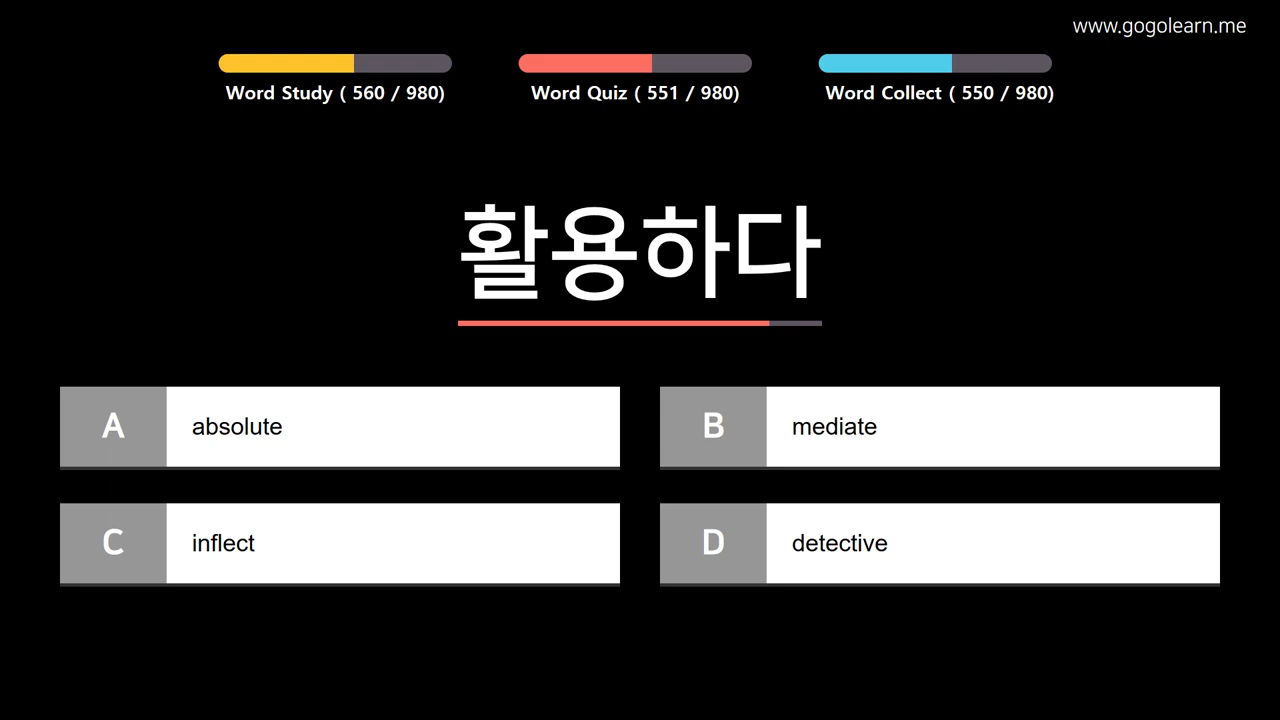 www.gogolearn.me
Word Study ( 560 / 980)
Word Quiz ( 551 / 980)
Word Collect ( 550 / 980)
활용하다
A absolute
B mediate
C inflect
D detective